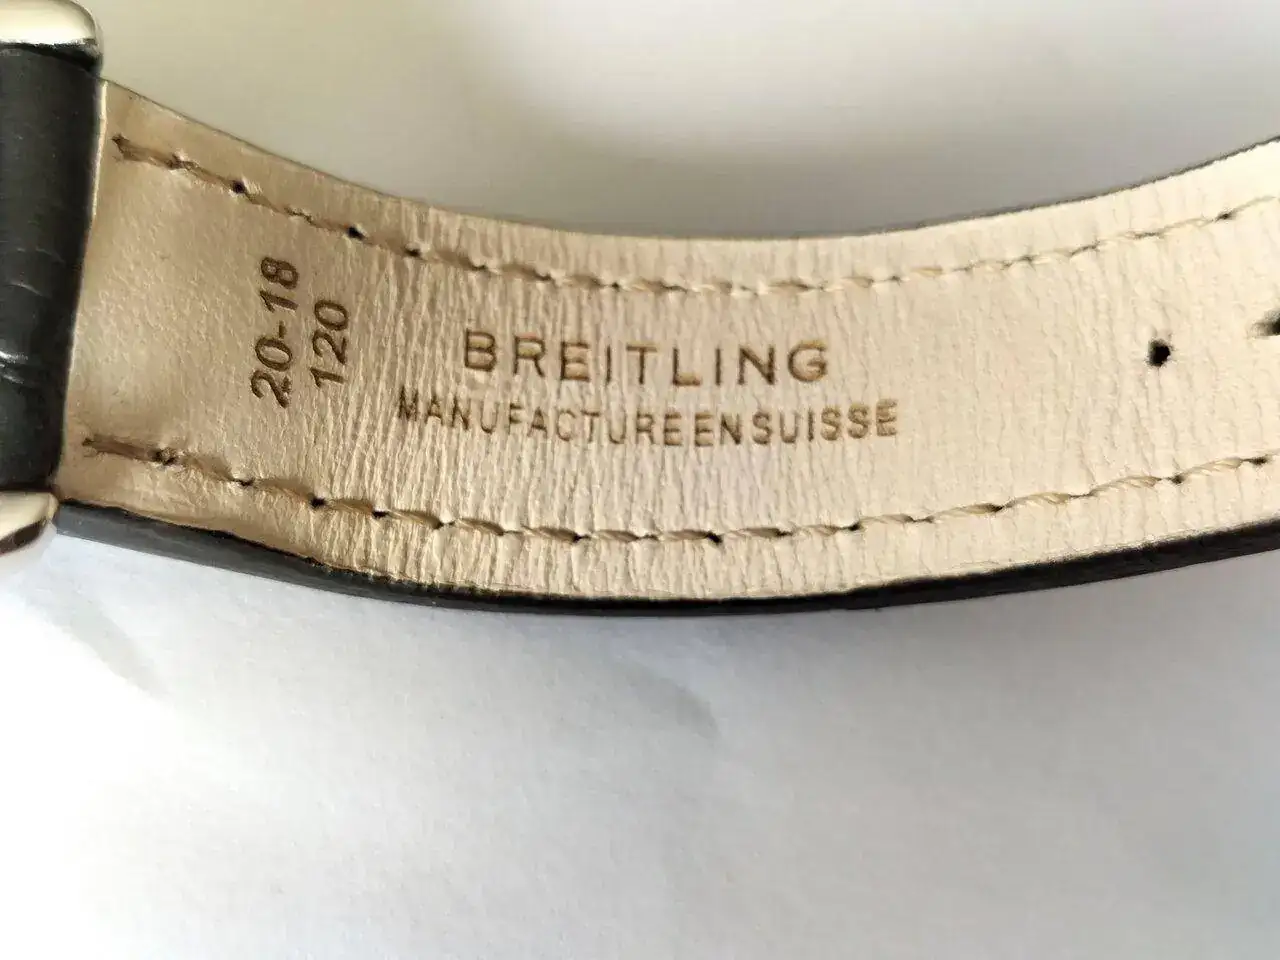 20-18
120
BREITLING
MANUFACTUREENSUISSE